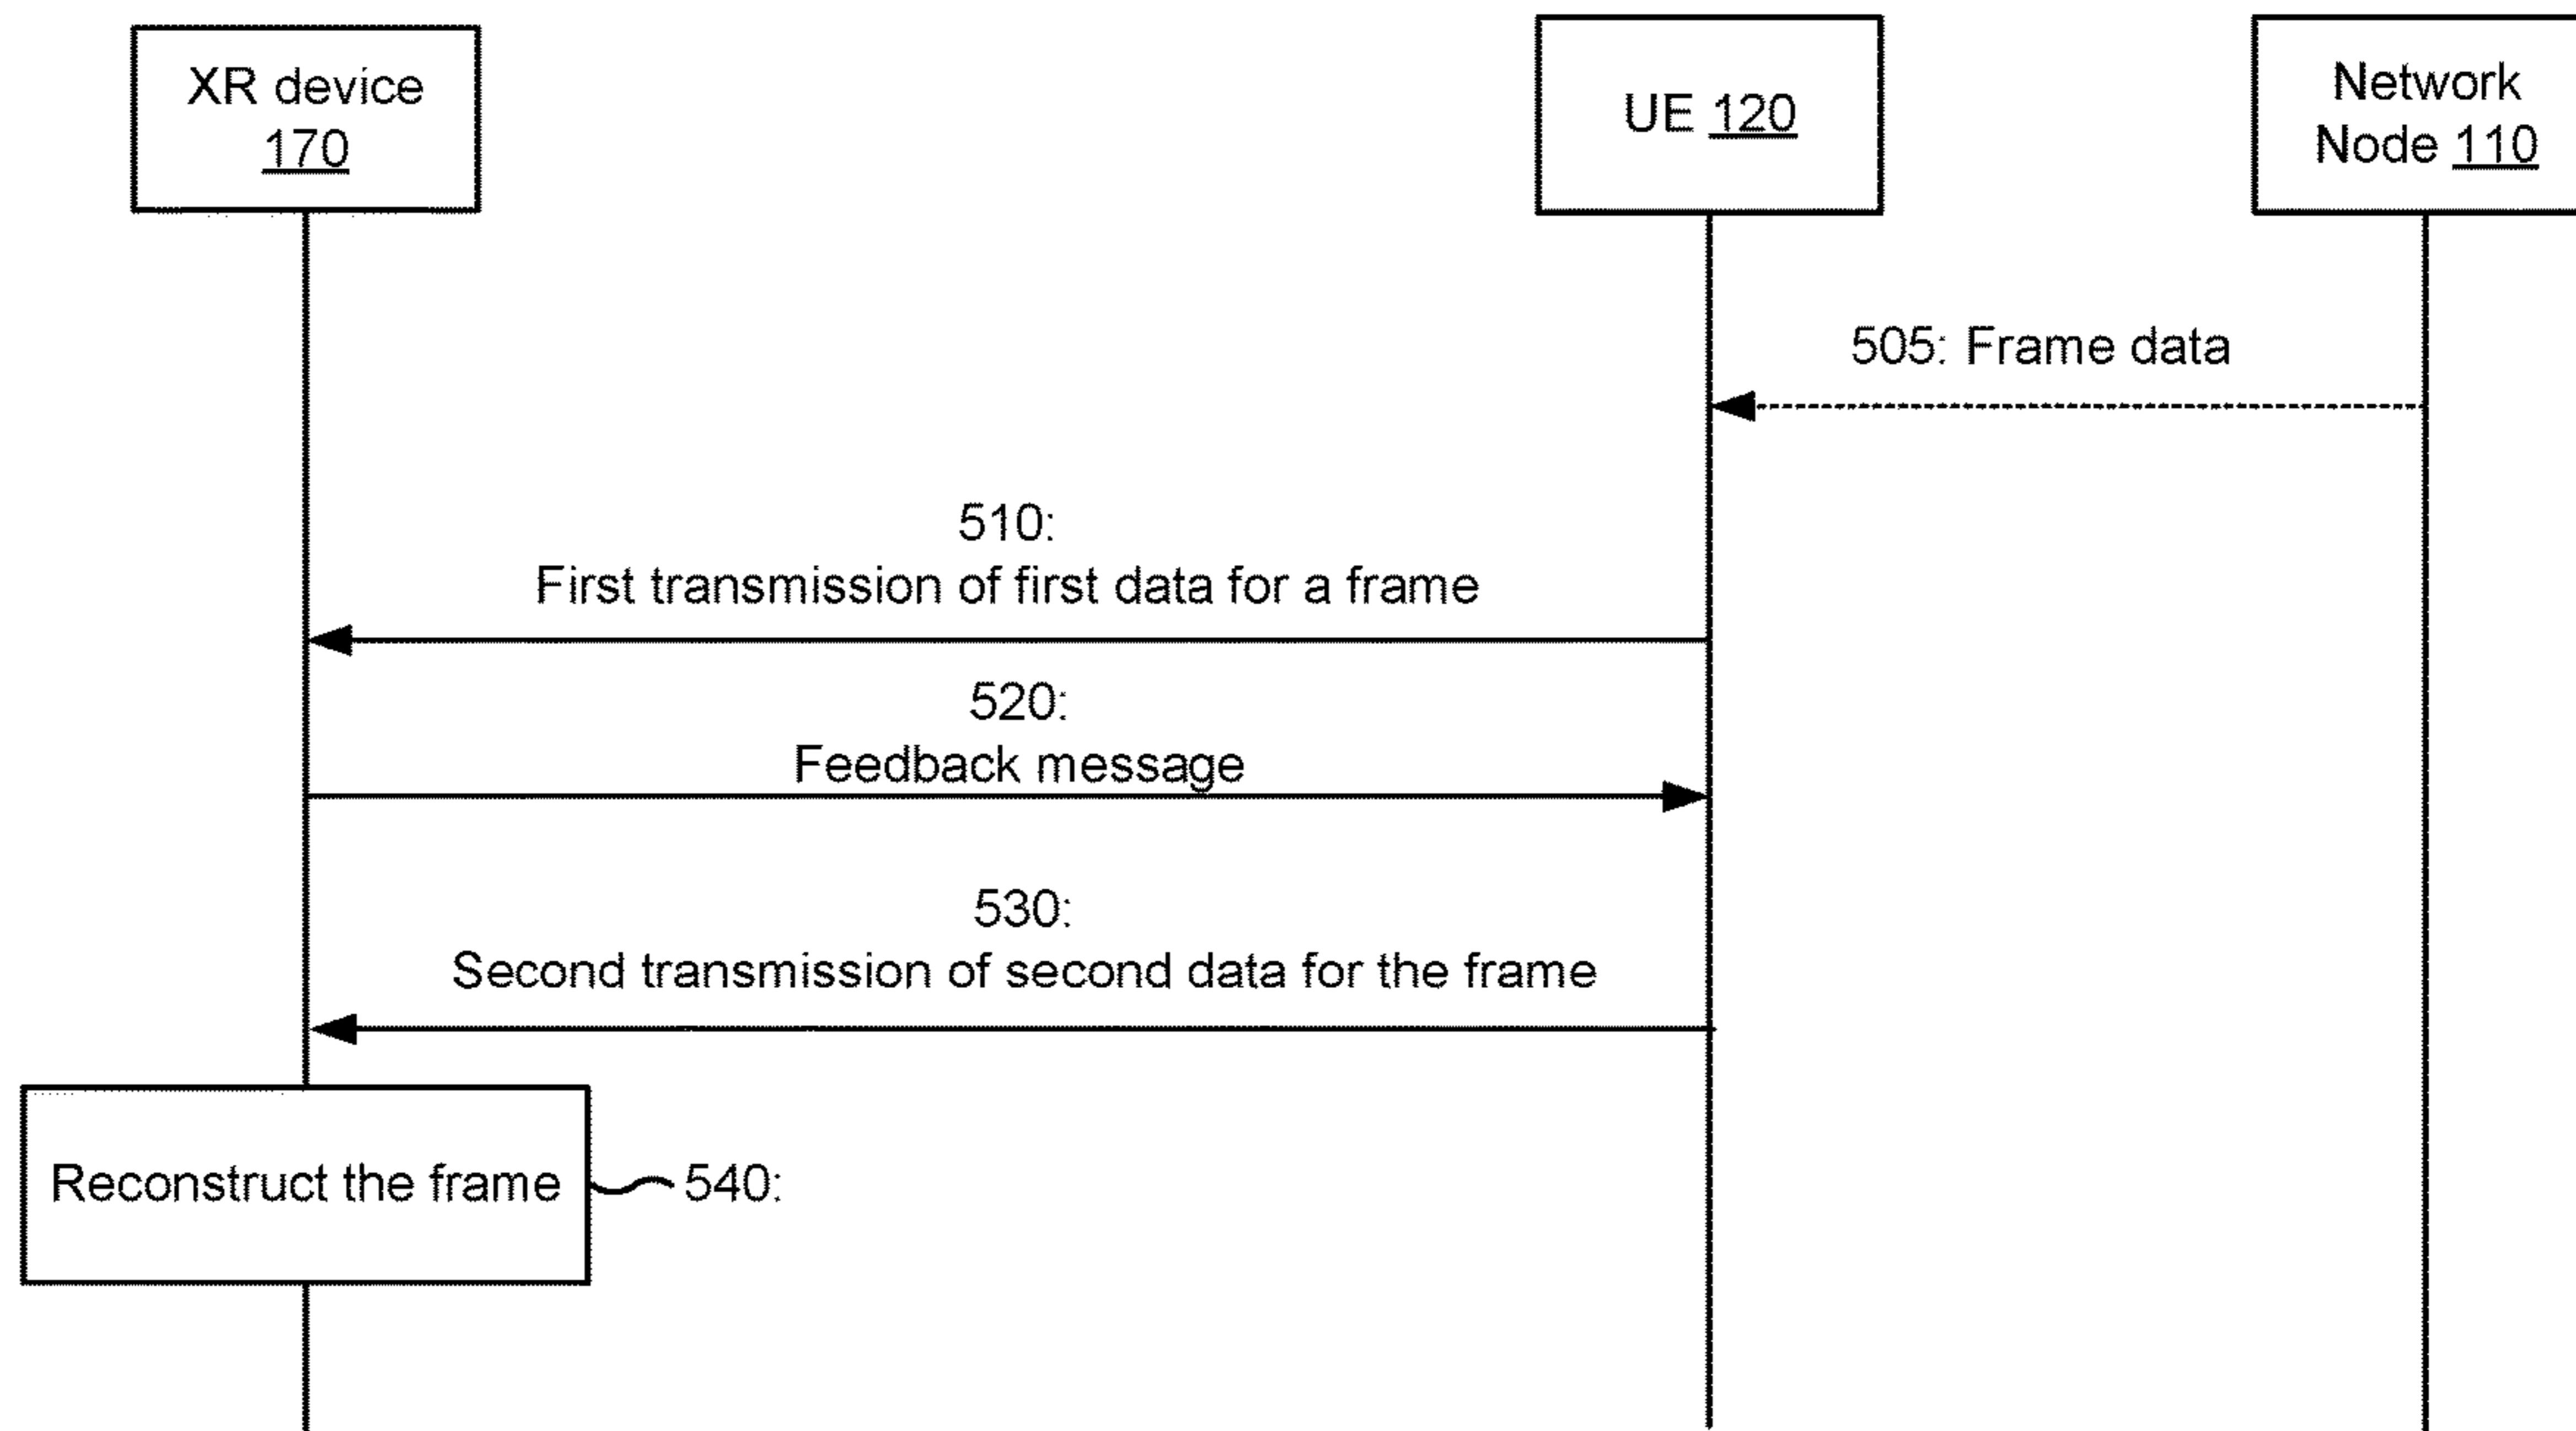 XR device
170
UE 120
Network
Node 110
505: Frame data
510:
First transmission of first data for a frame
520:
Feedback message
530:
Second transmission of second data for the frame
Reconstruct the frame
540: